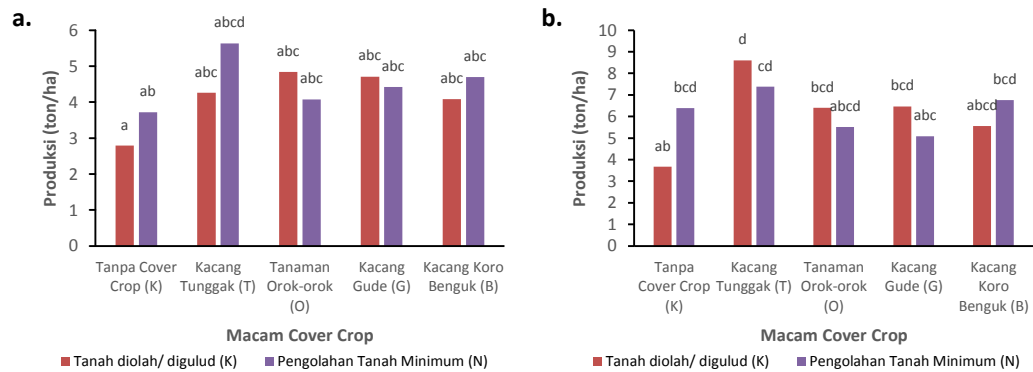 a.
Produksi (ton/ha)
6
5
4
3
2
1
0
a
ab
abc
abcd
abc
abc
abc
abc
abc
abc
Tanpa Cover
Crop (K)
Kacang
Tunggak (T)
Tanaman
Orok-orok
(O)
Kacang
Gude (G)
Kacang Koro
Benguk (B)
Macam Cover Crop
Tanah diolah/ digulud (K)
Pengolahan Tanah Minimum (N)
b.
Produksi (ton/ha)
10
9
8
7
6
5
4
3
2
1
0
ab
bcd
d
cd
bcd
abcd
bcd
abc
abcd
bcd
Tanpa
Cover Crop (K)
Kacang
Tunggak (T)
Tanaman
Orok-orok
(O)
Kacang
Gude (G)
Kacang
Koro
Benguk (B)
Macam Cover Crop
Tanah diolah/ digulud (K)
Pengolahan Tanah Minimum (N)